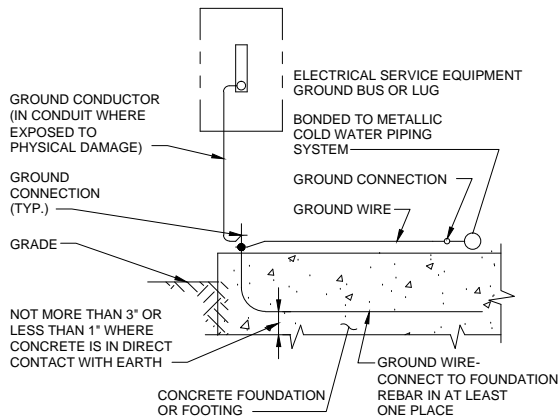 ELECTRICAL SERVICE EQUIPMENT
GROUND BUS OR LUG
GROUND CONDUCTOR
(IN CONDUIT WHERE
EXPOSED TO
PHYSICAL DAMAGE)
BONDED TO METALLIC
COLD WATER PIPING
SYSTEM
GROUND
CONNECTION
(TYP.)
GROUND CONNECTION
GROUND WIRE
GRADE
NOT MORE THAN 3" OR
LESS THAN 1" WHERE
CONCRETE IS IN DIRECT
CONTACT WITH EARTH
CONCRETE FOUNDATION
OR FOOTING
GROUND WIRE-
CONNECT TO FOUNDATION
REBAR IN AT LEAST
ONE PLACE